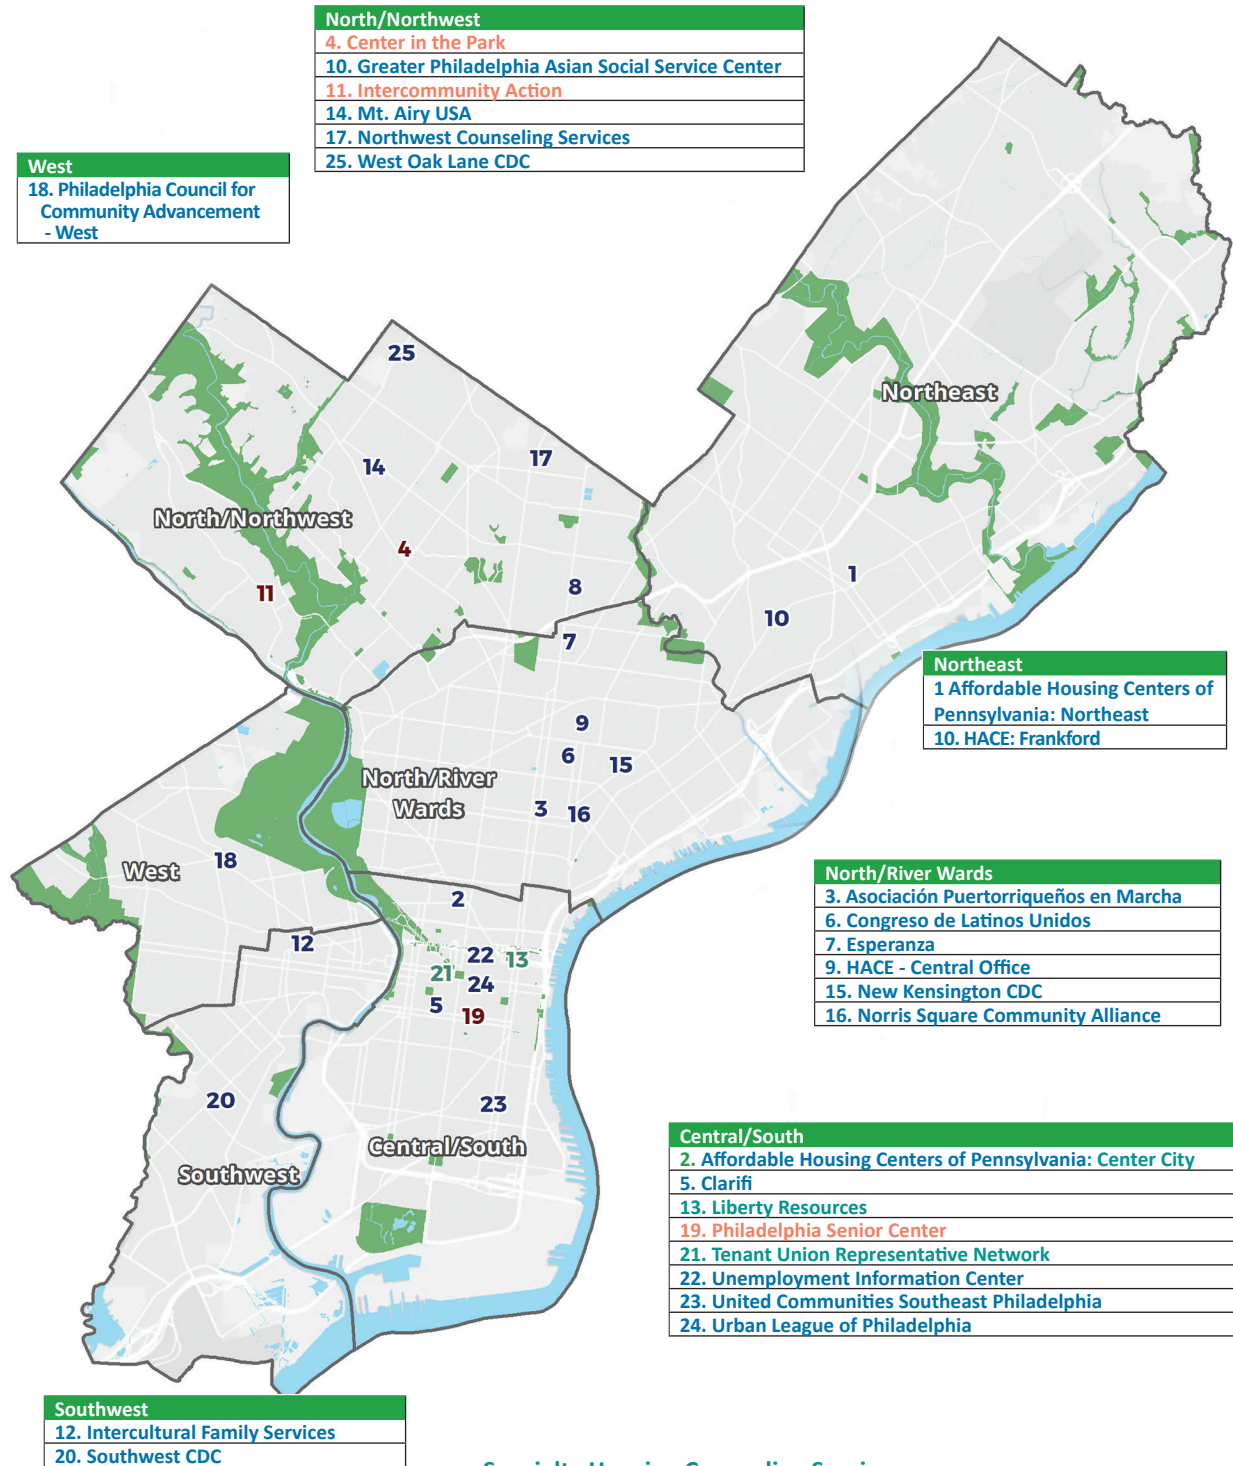 North/Northwest
4. Center in the Park
10. Greater Philadelphia Asian Social Service Center
11. Intercommunity Action
14. Mt. Airy USA
17. Northwest Counseling Services
25. West Oak Lane CDC
West
18. Philadelphia Council for
Community Advancement
- West
25
Northeast
14
17
North/Northwest
4
11
8
1
10
7
Northeast
1 Affordable Housing Centers of
Pennsylvania: Northeast
10. HACE: Frankford
9
6
15
North/River
Wards
3
16
18
West
North/River Wards
3. Asociación Puertorriqueños en Marcha
6. Congreso de Latinos Unidos
7. Esperanza
9. HACE - Central Office
15. New Kensington CDC
16. Norris Square Community Alliance
2
12
22
13
21
24
5
19
20
23
Central/South
Southwest
Central/South
2. Affordable Housing Centers of Pennsylvania: Center City
5. Clarifi
13. Liberty Resources
19. Philadelphia Senior Center
21. Tenant Union Representative Network
22. Unemployment Information Center
23. United Communities Southeast Philadelphia
24. Urban League of Philadelphia
Southwest
12. Intercultural Family Services
20. Southwest CDC